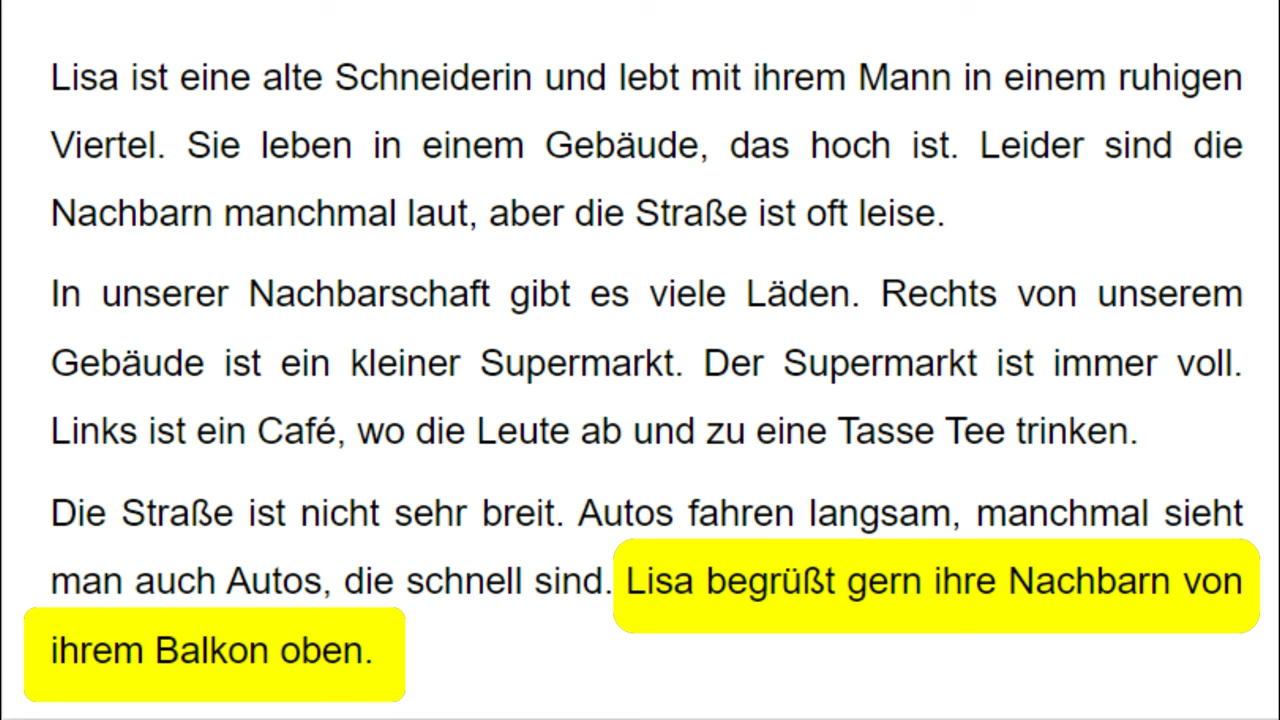 Lisa ist eine alte Schneiderin und lebt mit ihrem Mann in einem ruhigen
Viertel. Sie leben in einem Gebäude, das hoch ist. Leider sind die
Nachbarn manchmal laut, aber die Straße ist oft leise.
In unserer Nachbarschaft gibt es viele Läden. Rechts von unserem
Gebäude ist ein kleiner Supermarkt. Der Supermarkt ist immer voll.
Links ist ein Café, wo die Leute ab und zu eine Tasse Tee trinken.
Die Straße ist nicht sehr breit. Autos fahren langsam, manchmal sieht
man auch Autos, die schnell sind. Lisa begrüßt gern ihre Nachbarn von
ihrem Balkon oben.